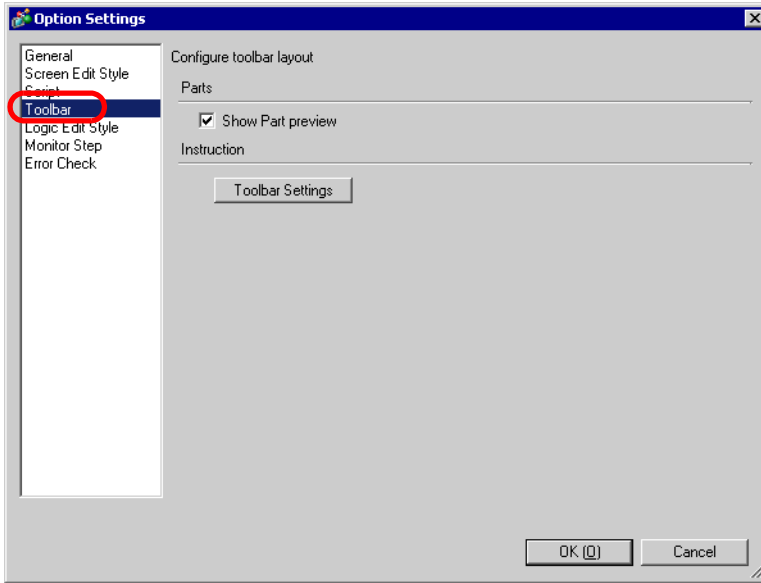 Option Settings
General
Screen Edit Style
Script
Toolbar
Logic Edit Style
Monitor Step
Error Check
Configure toolbar layout
Parts
Show Part preview
Instruction
Toolbar Settings
OK (O)
Cancel